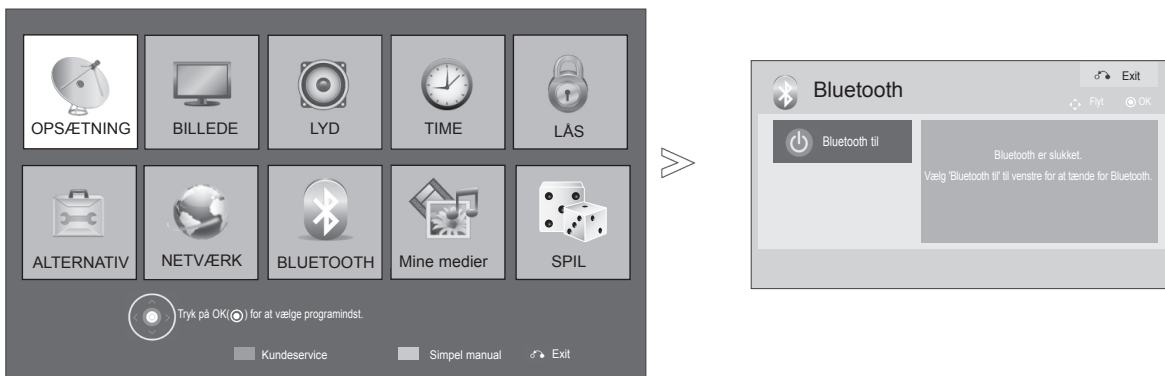 OPSÆTNING
BILLEDE
LYD
TIME
LÅS
ALTERNATIV
NETVÆRK
BLUETOOTH
Mine medier
SPIL
Tryk på OK( ) for at vælge programindst.
Kundeservice
Simpel manual
Exit
Bluetooth
Exit
Flyt
OK
Bluetooth til
Bluetooth er slukket.
Vælg 'Bluetooth til' til venstre for at tænde for Bluetooth.